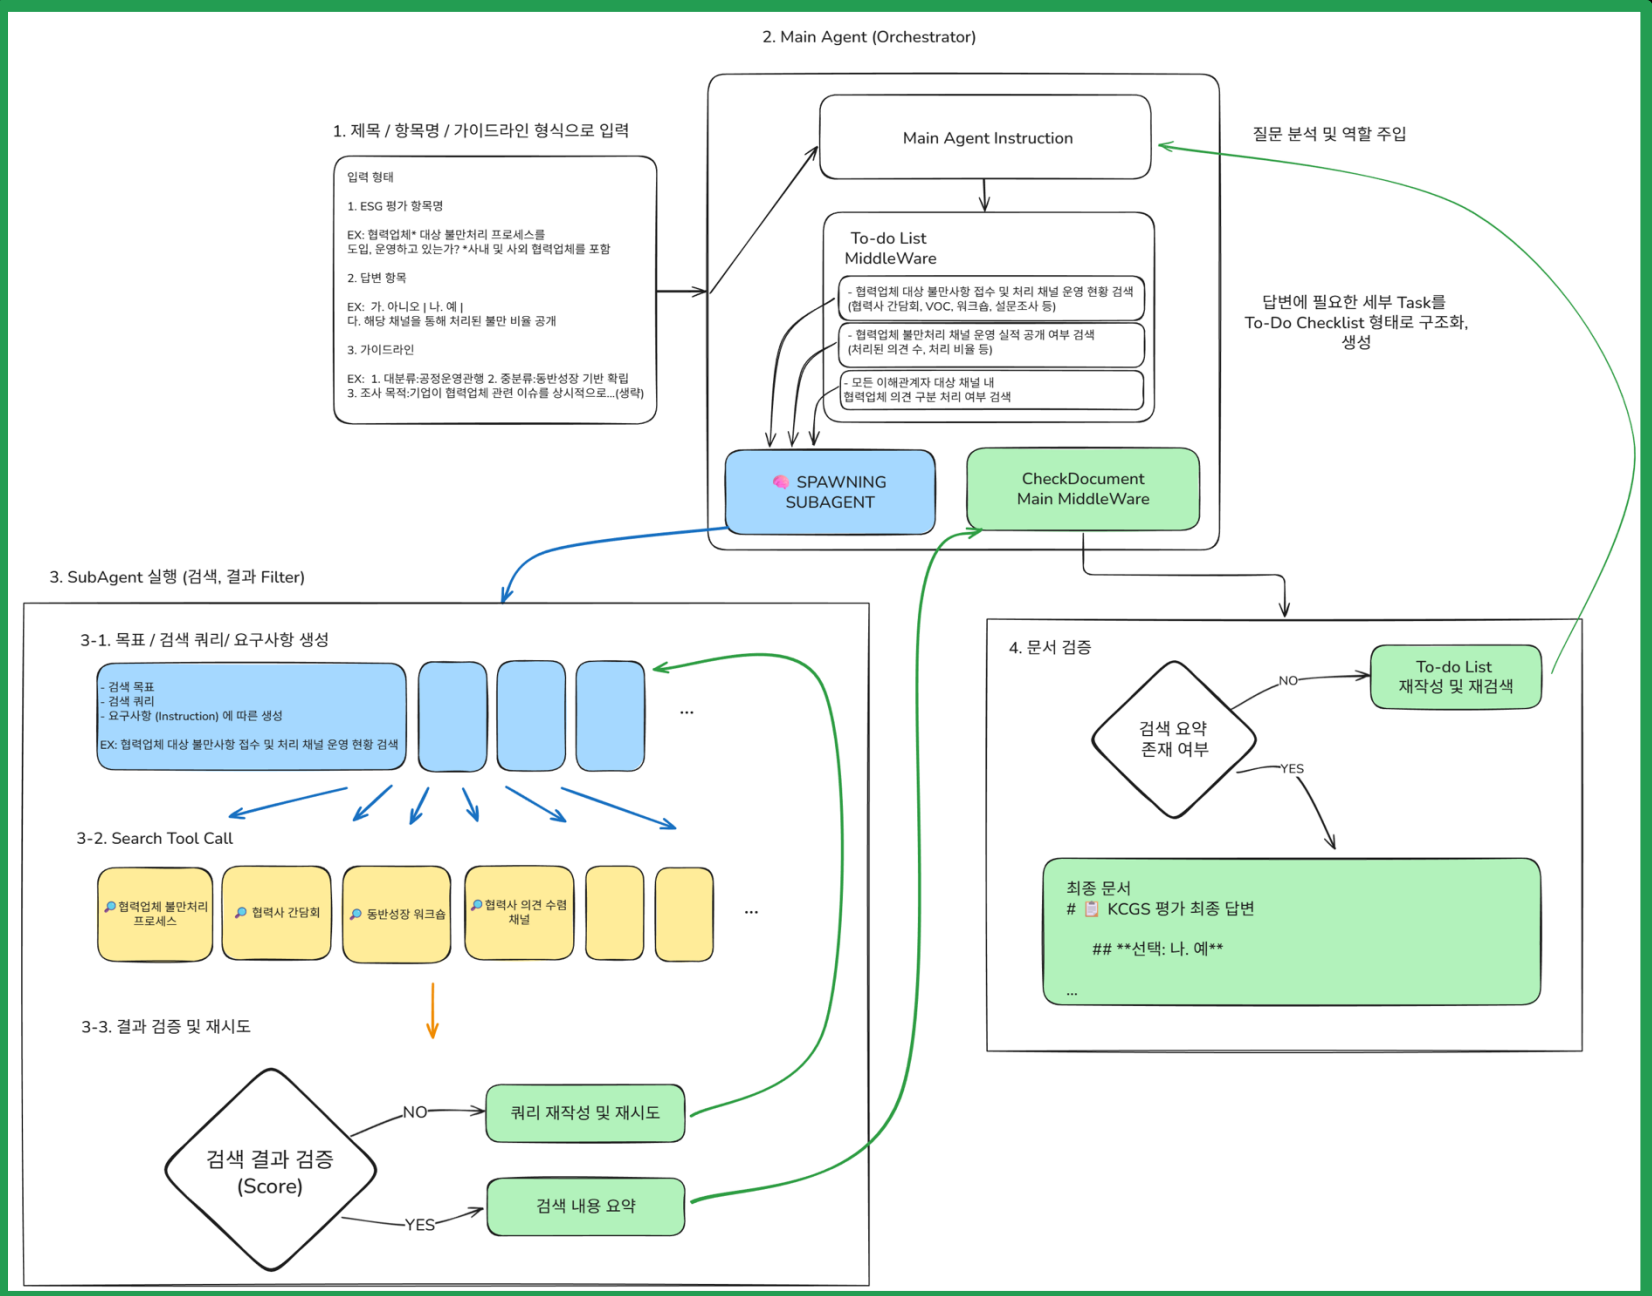 2. Main Agent (Orchestrator)
1. 제목 / 항목명 / 가이드라인 형식으로 입력
입력 형태
1. ESG 평가 항목명
EX: 협력업체* 대상 불만처리 프로세스를
도입, 운영하고 있는가? *사내 및 사외 협력업체를 포함
2. 답변 항목
EX: 가. 아니오 | 나. 예 |
다. 해당 채널을 통해 처리된 불만 비율 공개
3. 가이드라인
EX: 1. 대분류:공정운영관행 2. 중분류:동반성장 기반 확립
3. 조사 목적:기업이 협력업체 관련 이슈를 상시적으로...(생략)
Main Agent Instruction
질문 분석 및 역할 주입
To-do List
MiddleWare
- 협력업체 대상 불만사항 접수 및 처리 채널 운영 현황 검색
(협력사 간담회, VOC, 워크숍, 설문조사 등)
- 협력업체 불만처리 채널 운영 실적 공개 여부 검색
(처리된 의견 수, 처리 비율 등)
- 모든 이해관계자 대상 채널 내
협력업체 의견 구분 처리 여부 검색
답변에 필요한 세부 Task를
To-Do Checklist 형태로 구조화,
생성
🧠 SPAWNING
SUBAGENT
CheckDocument
Main MiddleWare
3. SubAgent 실행 (검색, 결과 Filter)
3-1. 목표 / 검색 쿼리/ 요구사항 생성
- 검색 목표
- 검색 쿼리
- 요구사항 (Instruction) 에 따른 생성
EX: 협력업체 대상 불만사항 접수 및 처리 채널 운영 현황 검색
...
3-2. Search Tool Call
🔎협력업체 불만처리
프로세스
🔎 협력사 간담회
🔎 동반성장 워크숍
🔎협력사 의견 수렴
채널
...
3-3. 결과 검증 및 재시도
검색 결과 검증
(Score)
NO
쿼리 재작성 및 재시도
YES
검색 내용 요약
4. 문서 검증
검색 요약
존재 여부
NO
To-do List
재작성 및 재검색
YES
최종 문서
# 📋 KCGS 평가 최종 답변
## **선택: 나. 예**
...